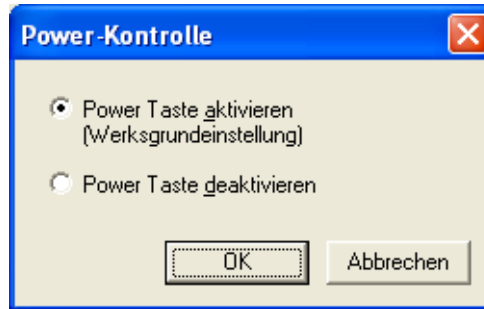 Power-Kontrolle
Power Taste aktivieren
(Werksgrundeinstellung)
Power Taste deaktivieren
OK
Abbrechen